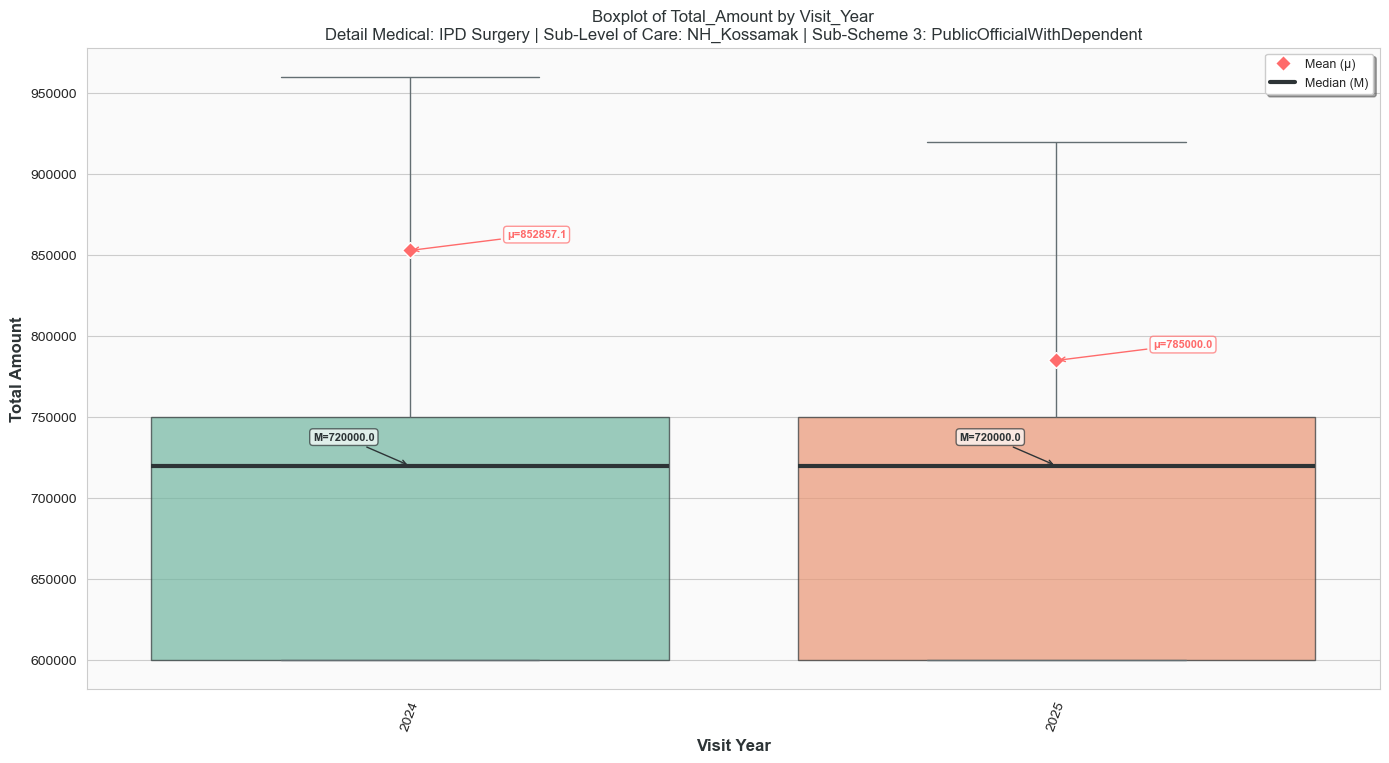 Boxplot of Total_Amount by Visit_Year
Detail Medical: IPD Surgery | Sub-Level of Care: NH_Kossamak | Sub-Scheme 3: PublicOfficialWithDependent
Mean (μ)
Median (M)
Total Amount
950000
900000
850000
800000
750000
700000
650000
600000
μ=852857.1
M=720000.0
μ=785000.0
M=720000.0
2024
2025
Visit Year